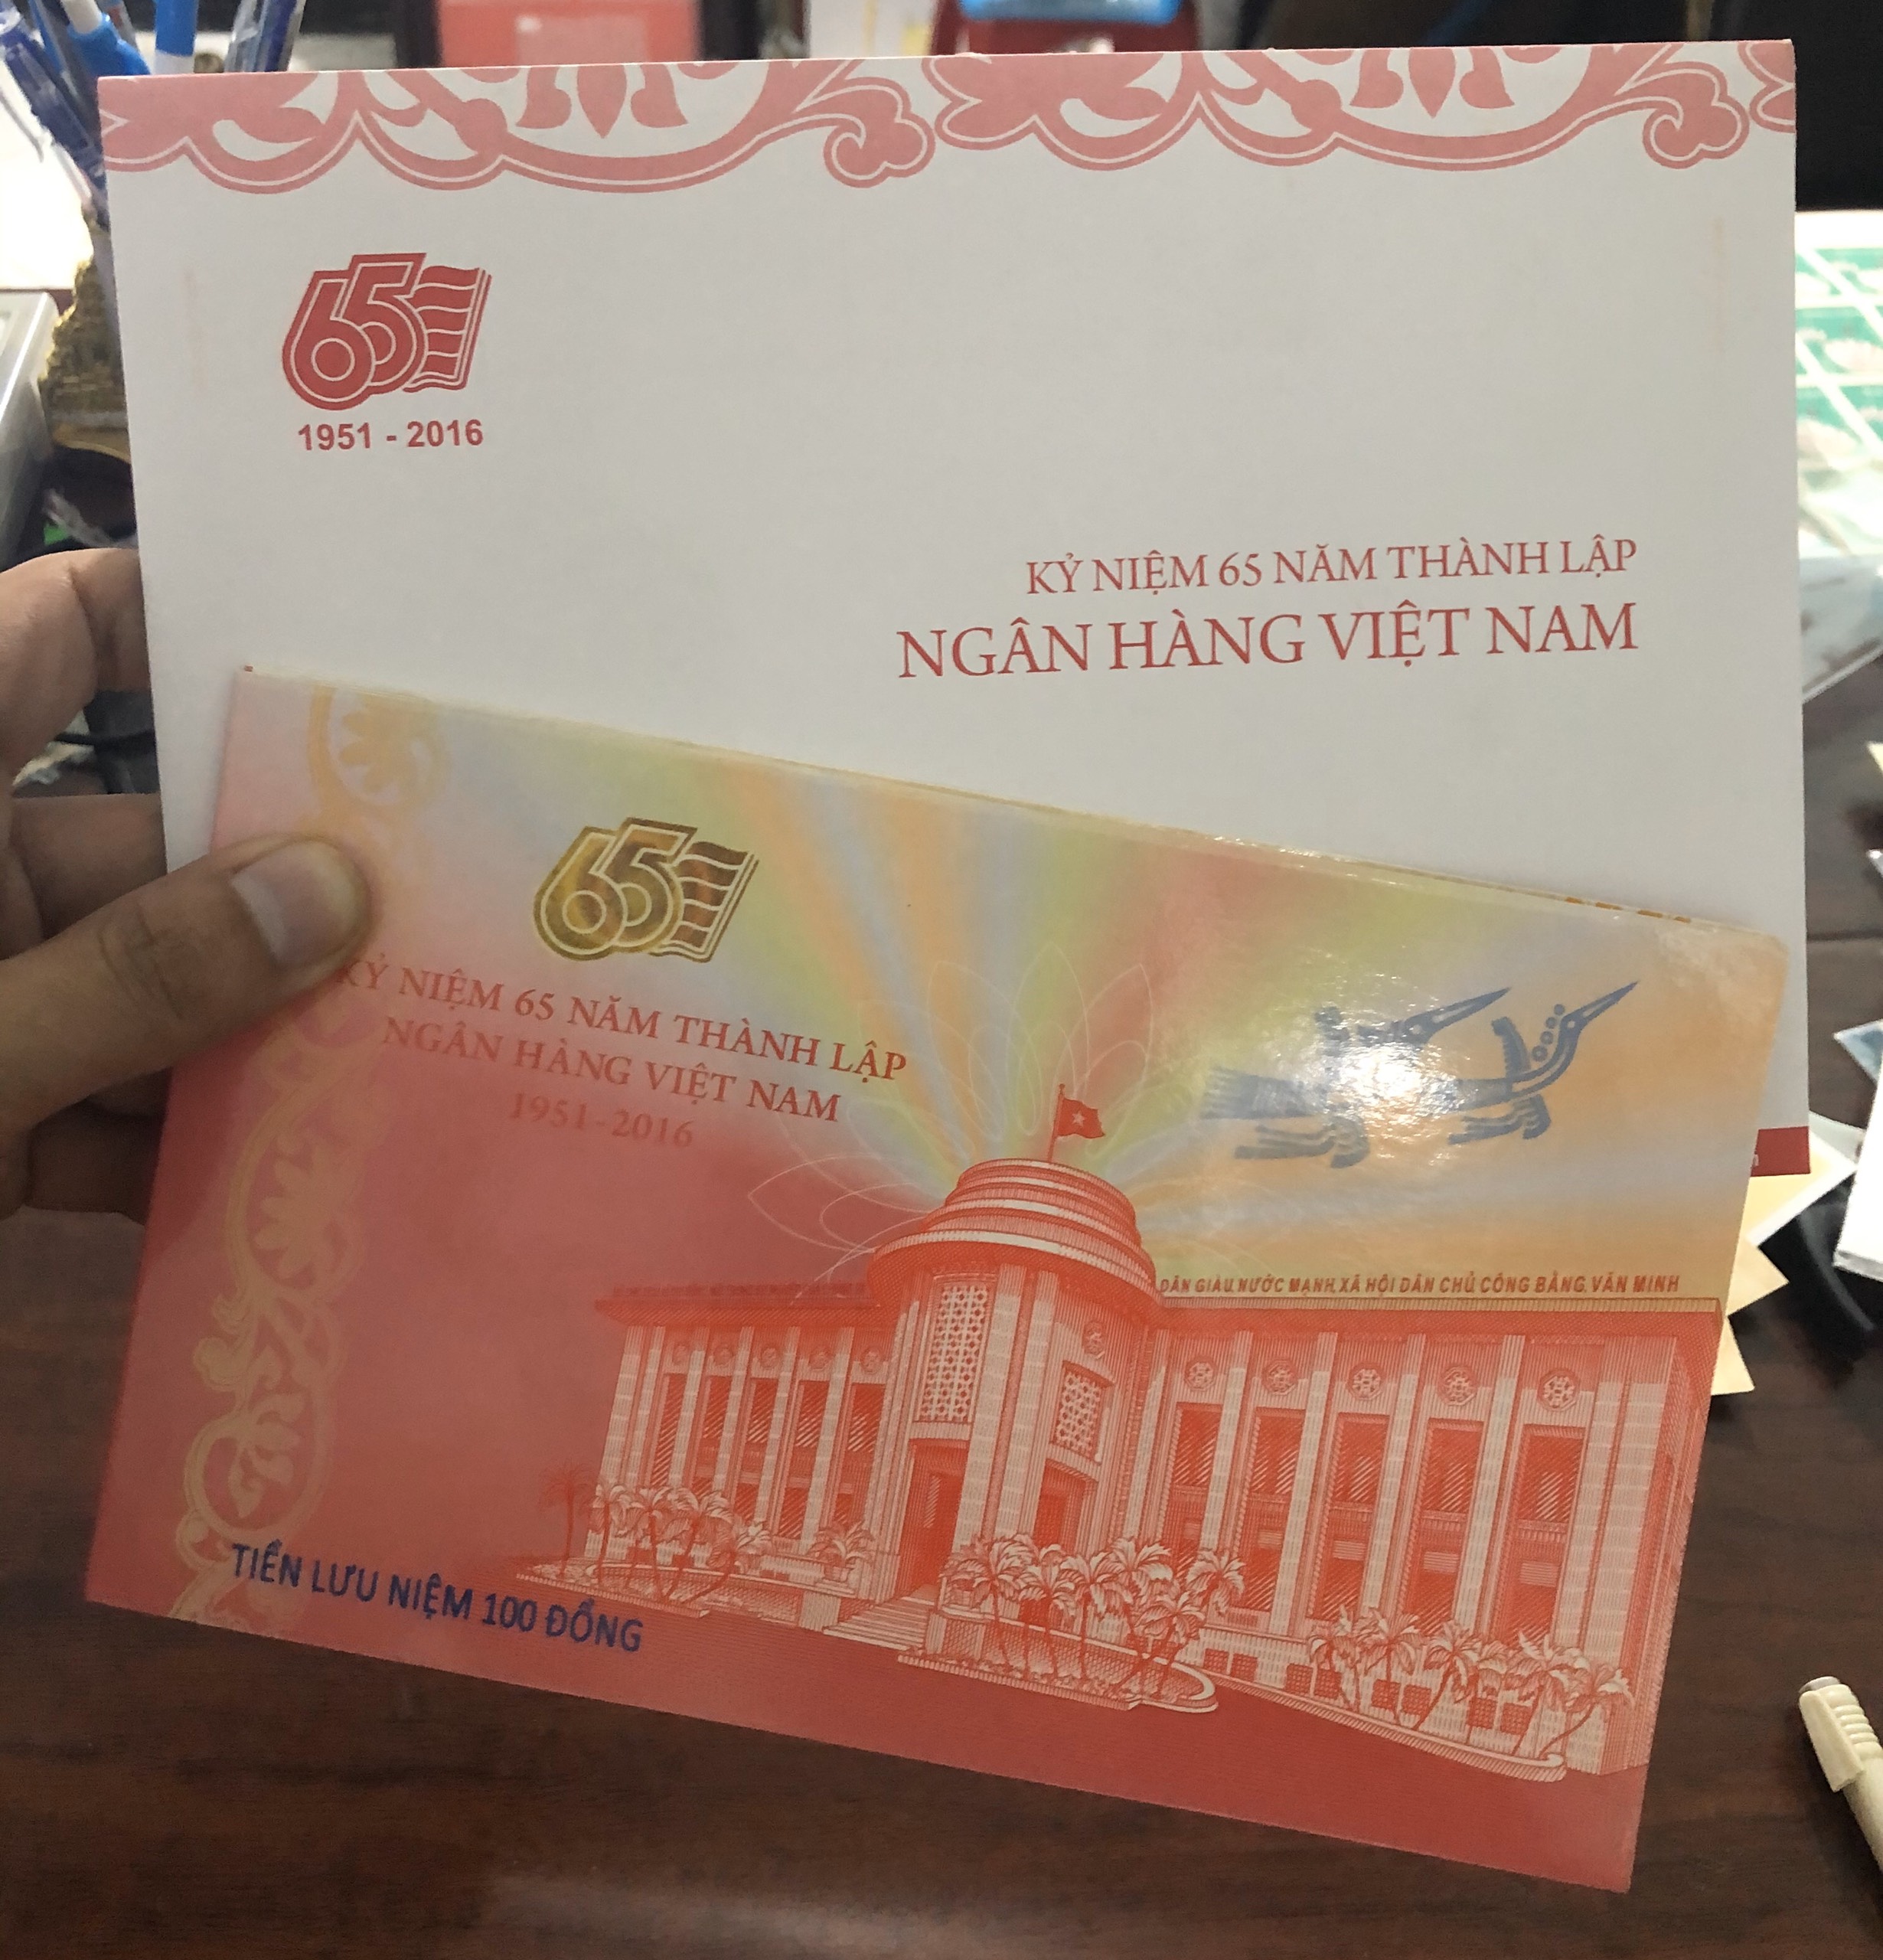 65
1951 - 2016
KỶ NIỆM 65 NĂM THÀNH LẬP
NGÂN HÀNG VIỆT NAM
65
KỶ NIỆM 65 NĂM THÀNH LẬP
NGÂN HÀNG VIỆT NAM
1951-2016
DÂN GIÀU, NƯỚC MẠNH, XÃ HỘI DÂN CHỦ, CÔNG BẰNG, VĂN MINH
TIỀN LƯU NIỆM 100 ĐỒNG